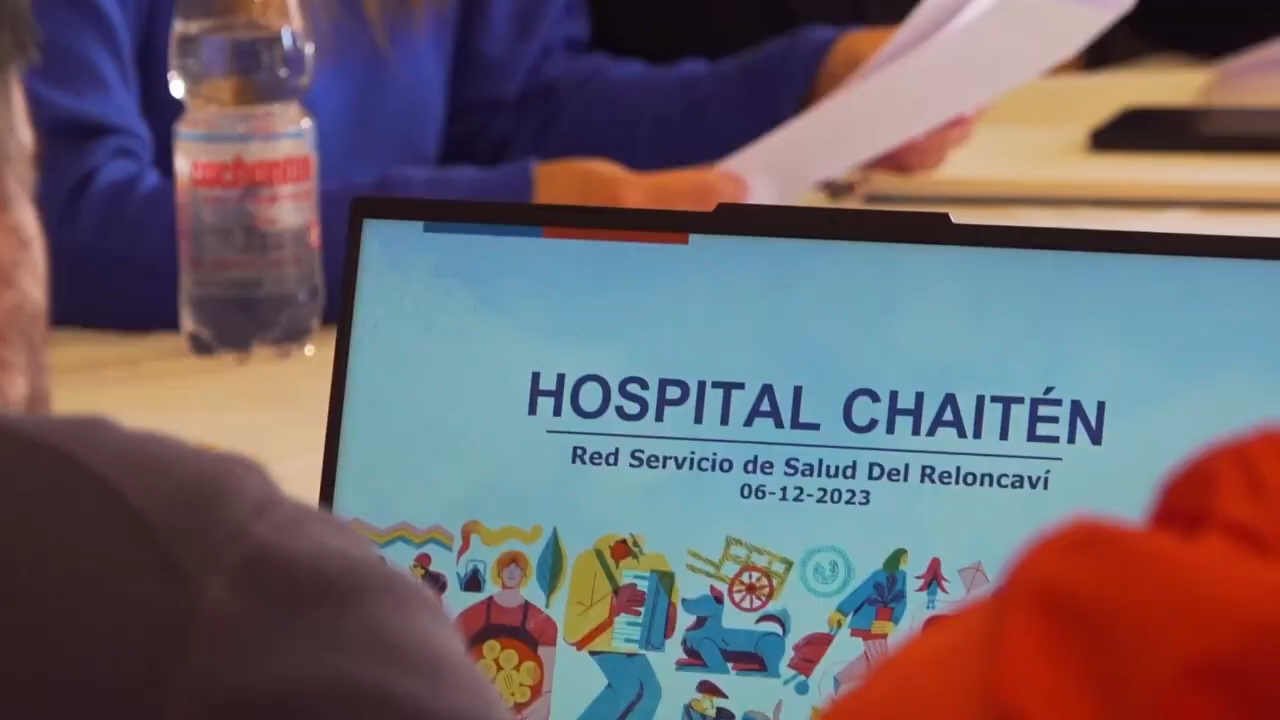 HOSPITAL CHAITÉN
Red Servicio de Salud Del Reloncaví
06-12-2023